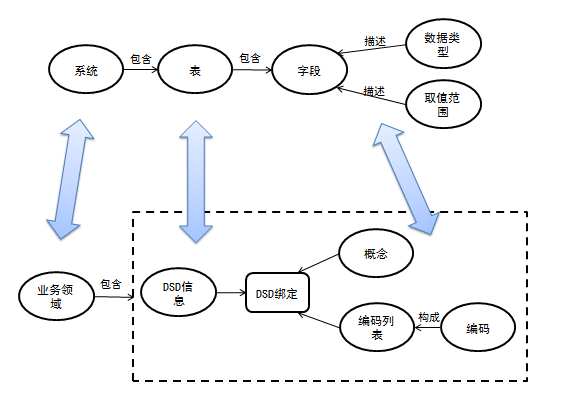 系统
包含
表
包含
字段
描述
数据类
型
描述
取值范
围
业务领
域
包含
DSD信
息
DSD绑定
概念
编码列
表
构成
编码